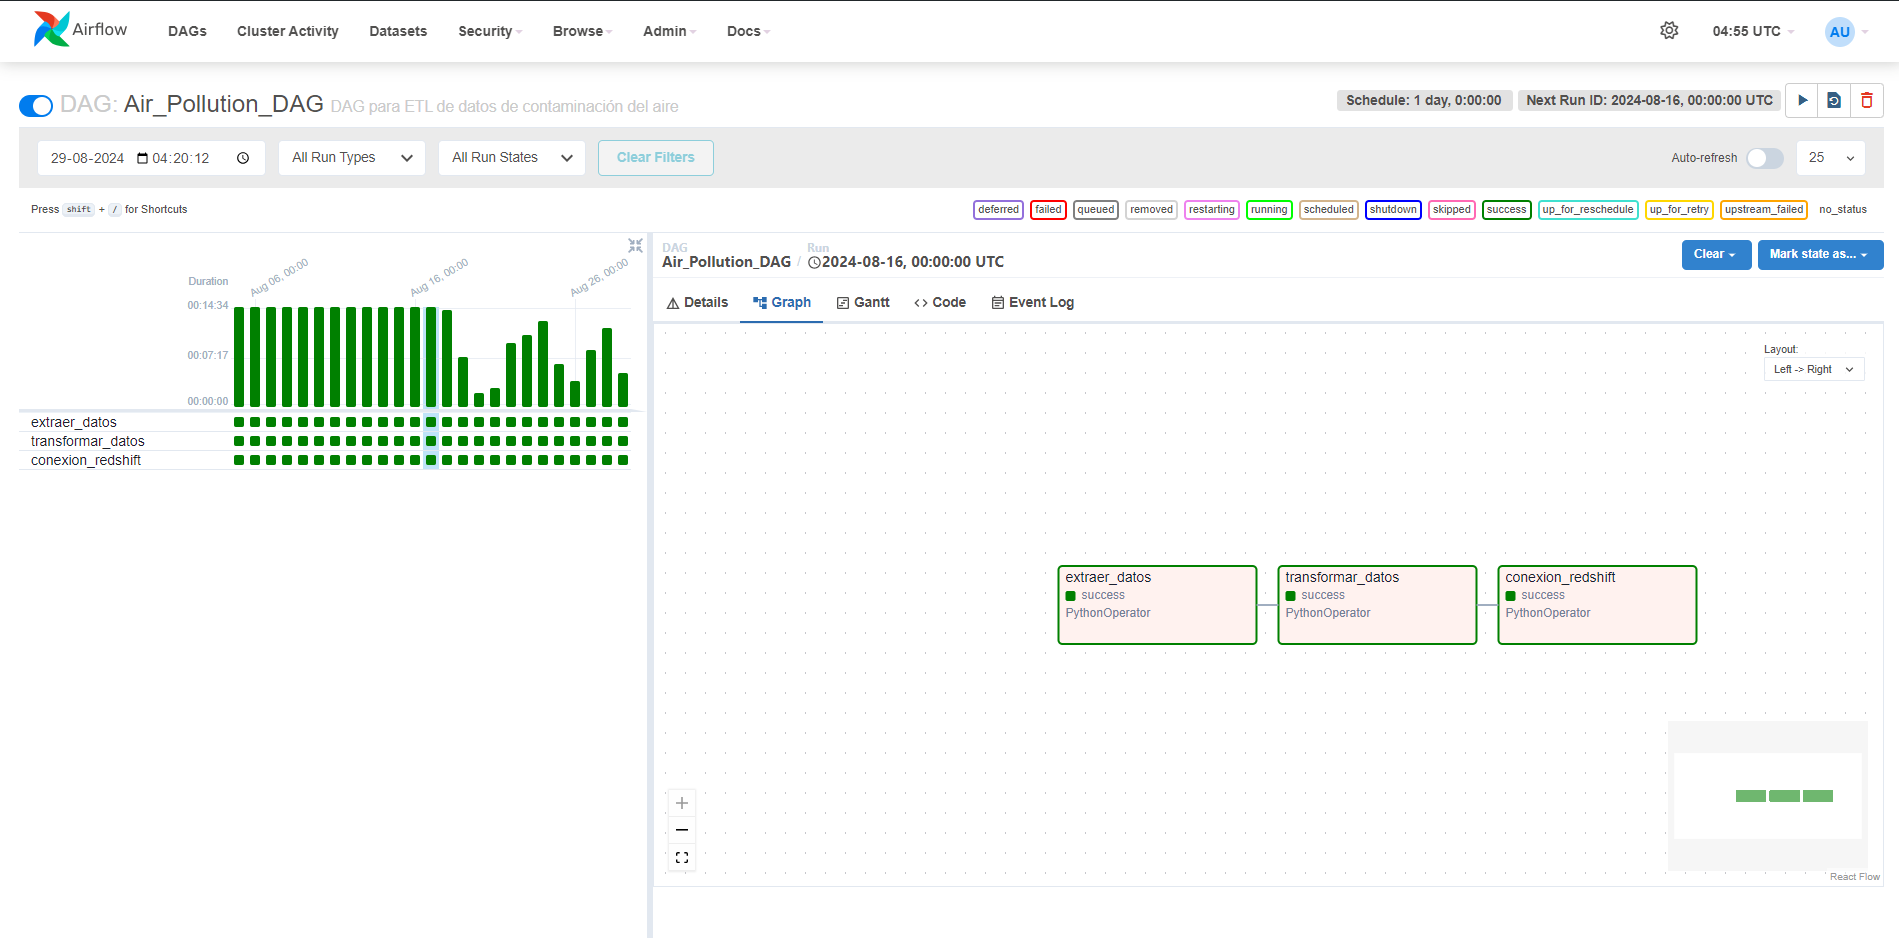 Airflow DAGs Cluster Activity Datasets Security Browse Admin Docs 04:55 UTC AU
DAG: Air_Pollution_DAG DAG para ETL de datos de contaminación del aire Schedule: 1 day, 0:00:00 Next Run ID: 2024-08-16, 00:00:00 UTC
29-08-2024 04:20:12 All Run Types All Run States Clear Filters Auto-refresh 25
Press shift + / for Shortcuts deferred failed queued removed restarting running scheduled shutdown skipped success up_for_reschedule up_for_retry upstream_failed no_status
Duration
Aug 06, 00:00 Aug 16, 00:00 Aug 26, 00:00
00:14:34
00:07:17
00:00:00
extraer_datos
transformar_datos
conexion_redshift
DAG Run
Air_Pollution_DAG / 2024-08-16, 00:00:00 UTC Clear Mark state as...
Details Graph Gantt Code Event Log
Layout:
Left -> Right
extraer_datos
success
PythonOperator
transformar_datos
success
PythonOperator
conexion_redshift
success
PythonOperator
React Flow